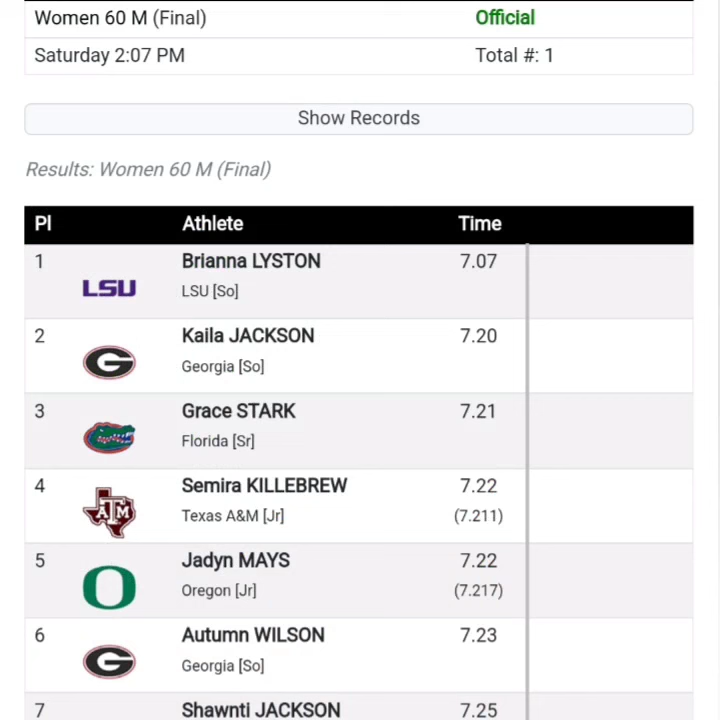 Women 60 M (Final) Official
Saturday 2:07 PM Total #: 1
Show Records
Results: Women 60 M (Final)
Pl Athlete Time
1 Brianna LYSTON 7.07
LSU LSU [So]
2 Kaila JACKSON 7.20
G Georgia [So]
3 Grace STARK 7.21
Florida [Sr]
4 Semira KILLEBREW 7.22
ATM Texas A&M [Jr] (7.211)
5 Jadyn MAYS 7.22
O Oregon [Jr] (7.217)
6 Autumn WILSON 7.23
G Georgia [So]
7 Shawnti JACKSON 7.25